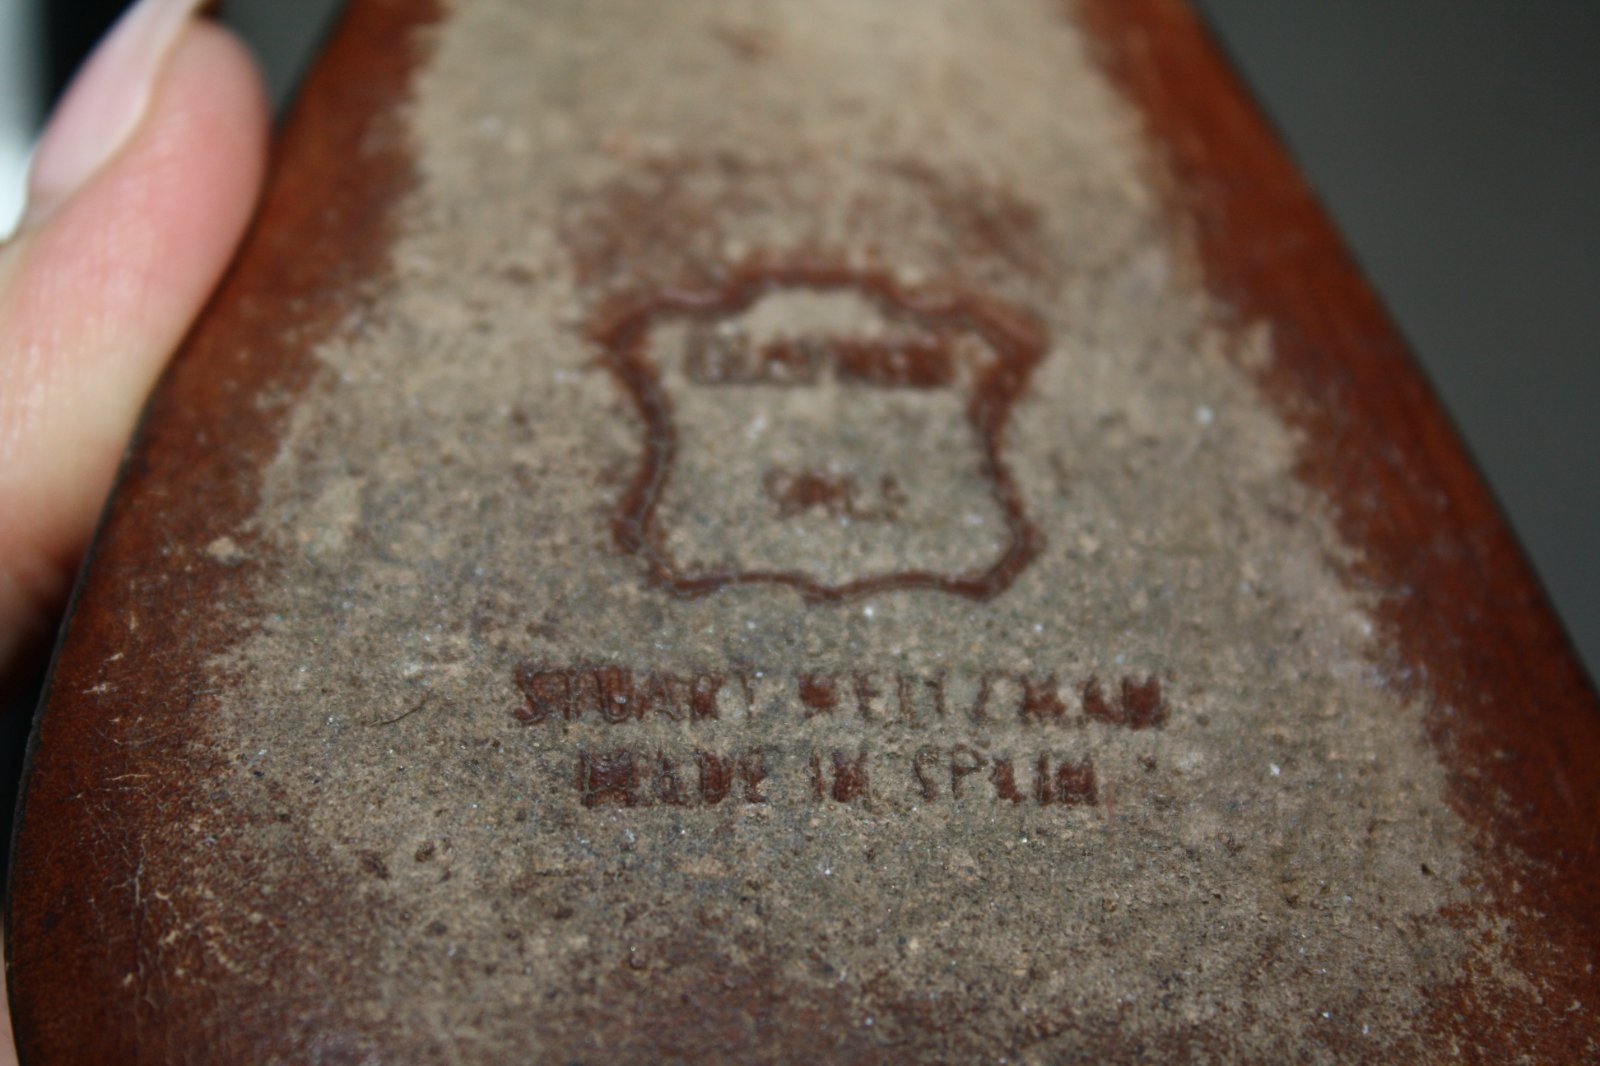 LEATHER
SOLE
STUART WEITZMAN
MADE IN SPAIN